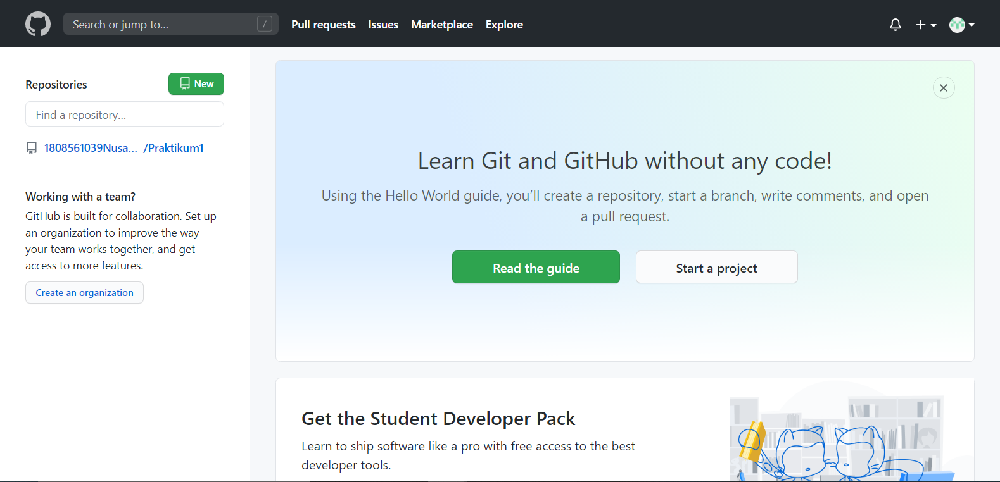 Search or jump to...
/
Pull requests
Issues
Marketplace
Explore
Repositories
New
Find a repository...
1808561039Nusa... /Praktikum1
Working with a team?
GitHub is built for collaboration. Set up
an organization to improve the way
your team works together, and get
access to more features.
Create an organization
Learn Git and GitHub without any code!
Using the Hello World guide, you’ll create a repository, start a branch, write comments, and open
a pull request.
Read the guide
Start a project
Get the Student Developer Pack
Learn to ship software like a pro with free access to the best
developer tools.